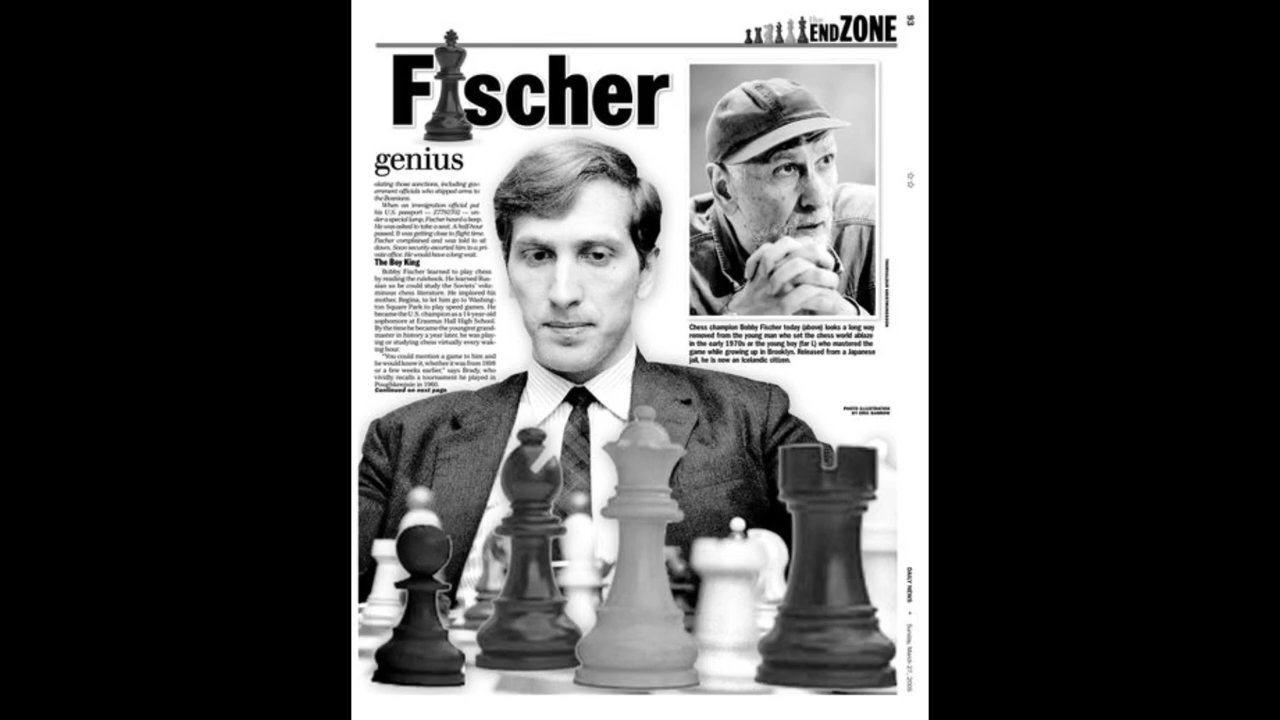 the
ENDZONE
93
Fischer
genius
olating those sanctions, including gov-
ernment officials who shipped arms to
the Bosnians.
When an immigration official put
his U.S. passport — 27792702 — un-
der a special lamp, Fischer heard a beep.
He was asked to take a seat. A half-hour
passed. It was getting close to flight time.
Fischer complained and was told to sit
down. Soon security escorted him to a pri-
vate office. He would have a long wait.
The Boy King
Bobby Fischer learned to play chess
by reading the rulebook. He learned Rus-
sian so he could study the Soviets' volu-
minous chess literature. He implored his
mother, Regina, to let him go to Washing-
ton Square Park to play speed games. He
became the U.S. champion as a 14-year-old
sophomore at Erasmus Hall High School.
By the time he became the youngest grand-
master in history a year later, he was play-
ing or studying chess virtually every wak-
ing hour.
"You could mention a game to him and
he would know it, whether it was from 1898
or a few weeks earlier," says Brady, who
vividly recalls a tournament he played in
Poughkeepsie in 1960.
Continued on next page
Chess champion Bobby Fischer today (above) looks a long way
removed from the young man who set the chess world ablaze
in the early 1970s or the young boy (far l.) who mastered the
game while growing up in Brooklyn. Released from a Japanese
jail, he is now an Icelandic citizen.
PHOTO ILLUSTRATION
BY ERIC BARROW
DAILY NEWS
Sunday, March 27, 2005